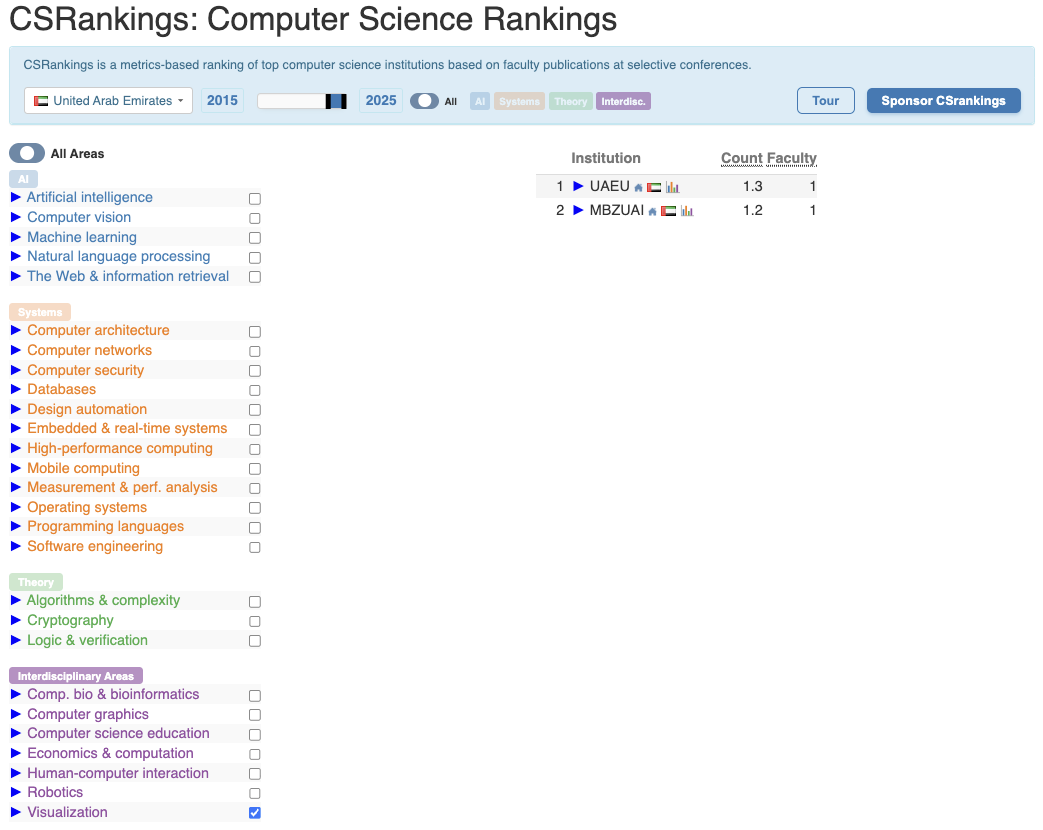 CSRankings: Computer Science Rankings
CSRankings is a metrics-based ranking of top computer science institutions based on faculty publications at selective conferences.
United Arab Emirates 2015 2025 All AI Systems Theory Interdisc. Tour Sponsor CSrankings
All Areas
AI
Artificial intelligence
Computer vision
Machine learning
Natural language processing
The Web & information retrieval
Systems
Computer architecture
Computer networks
Computer security
Databases
Design automation
Embedded & real-time systems
High-performance computing
Mobile computing
Measurement & perf. analysis
Operating systems
Programming languages
Software engineering
Theory
Algorithms & complexity
Cryptography
Logic & verification
Interdisciplinary Areas
Comp. bio & bioinformatics
Computer graphics
Computer science education
Economics & computation
Human-computer interaction
Robotics
Visualization
Institution Count Faculty
1 UAEU 1.3 1
2 MBZUAI 1.2 1